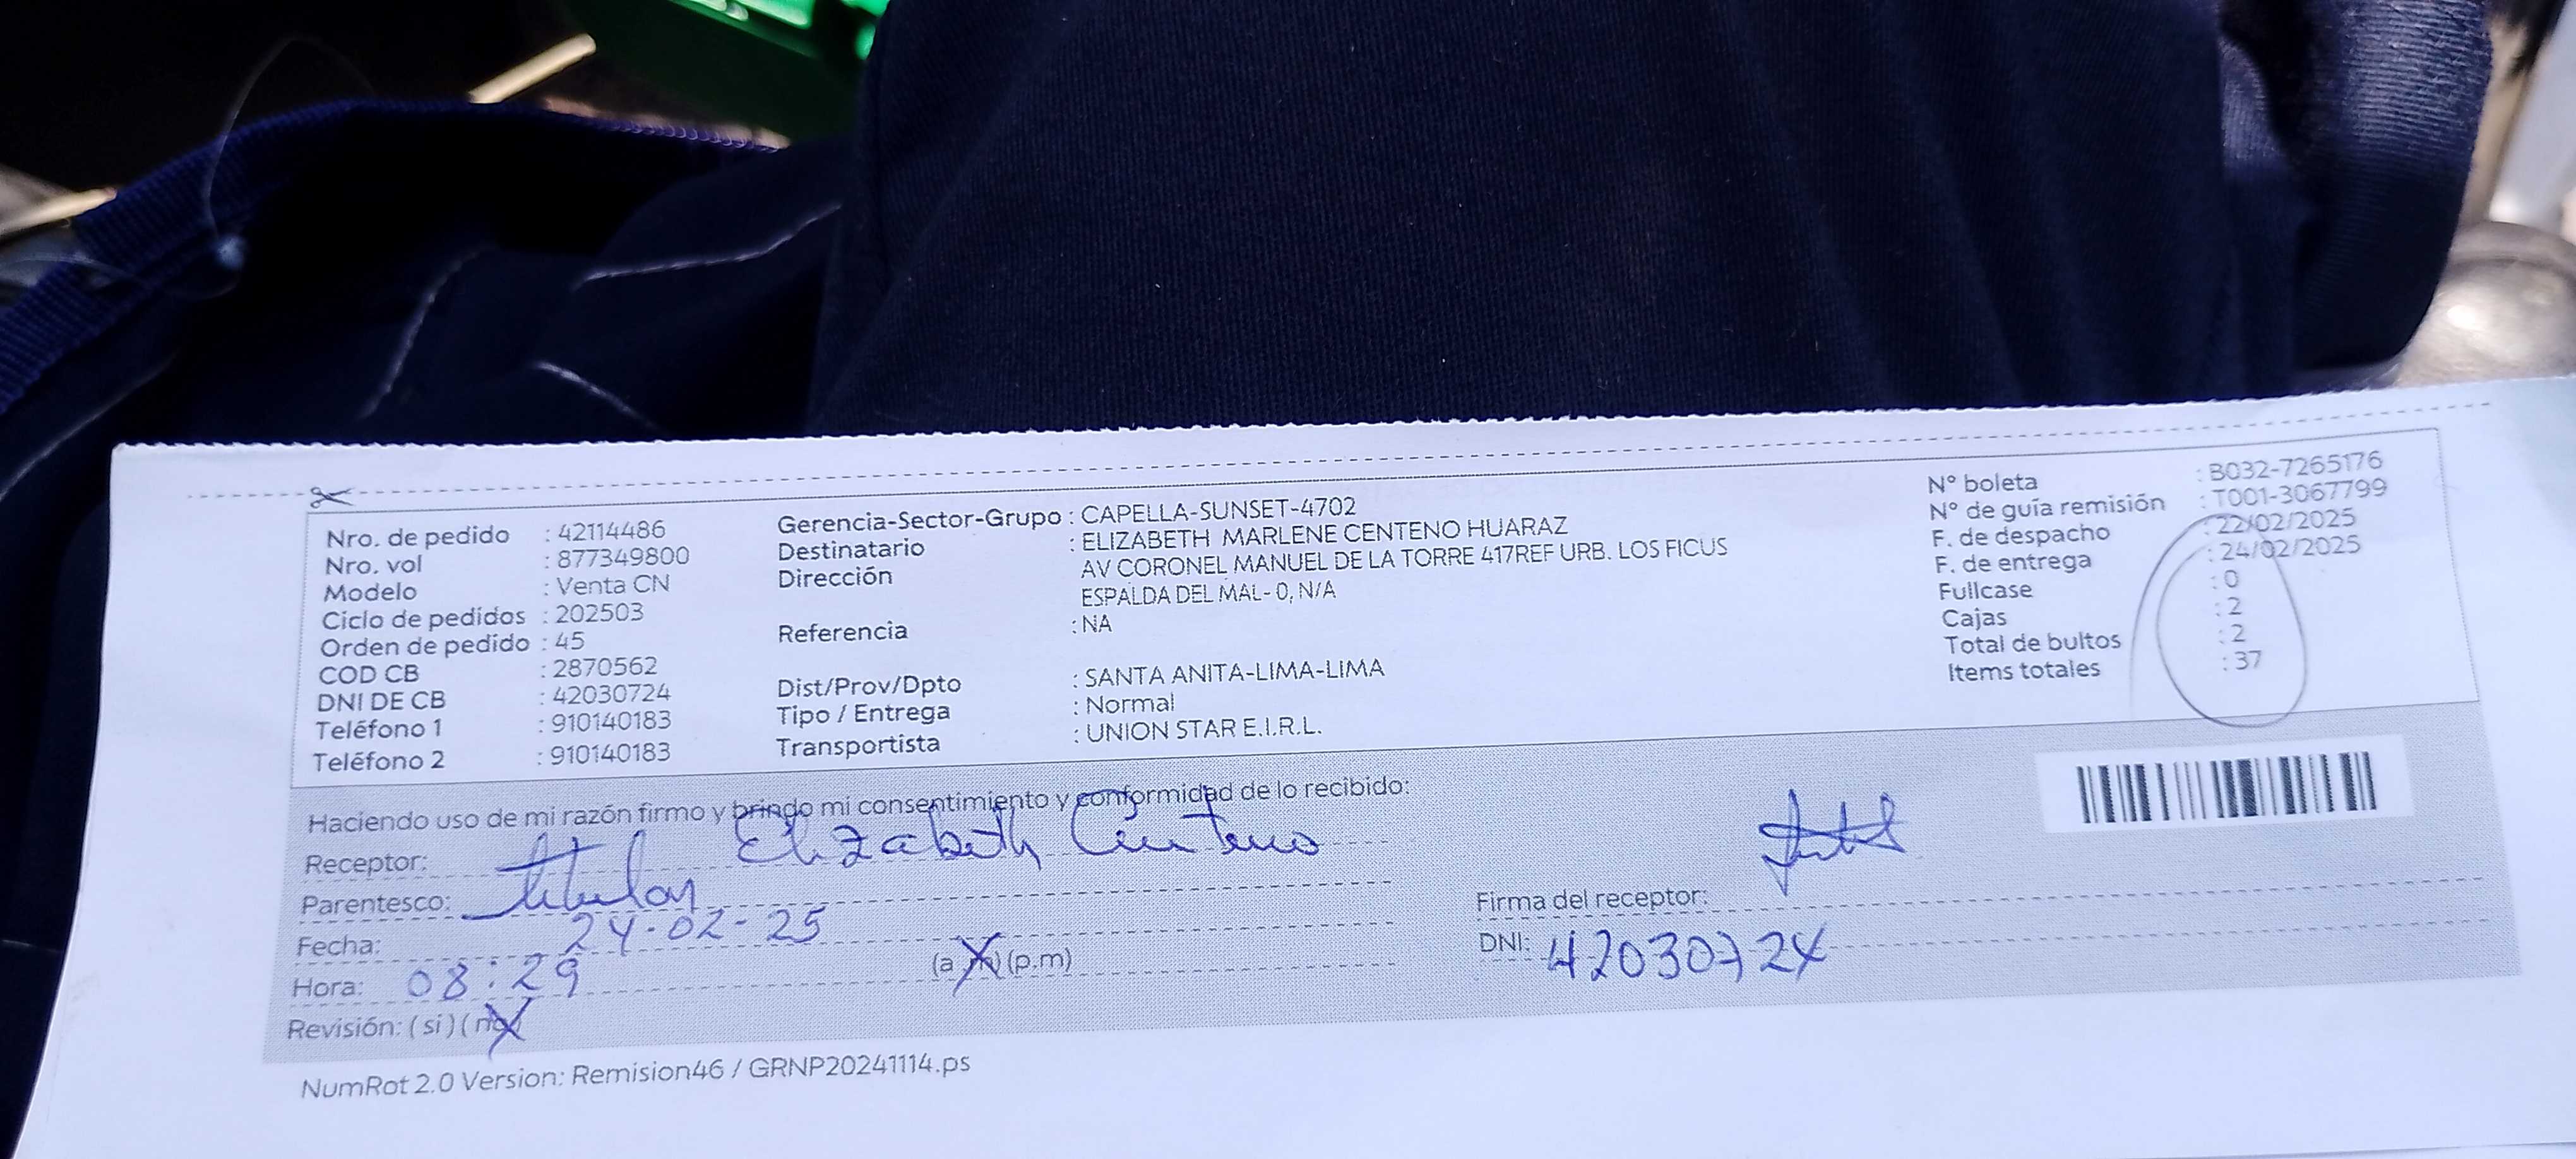 Nro. de pedido : 42114486
Nro. vol : 877349800
Modelo : Venta CN
Ciclo de pedidos : 202503
Orden de pedido : 45
COD CB : 2870562
DNI DE CB : 42030724
Teléfono 1 : 910140183
Teléfono 2 : 910140183
Gerencia-Sector-Grupo : CAPELLA-SUNSET-4702
Destinatario : ELIZABETH MARLENE CENTENO HUARAZ
Dirección AV CORONEL MANUEL DE LA TORRE 417REF URB. LOS FICUS
ESPALDA DEL MAL- 0, N/A
Referencia : NA
Dist/Prov/Dpto : SANTA ANITA-LIMA-LIMA
Tipo / Entrega : Normal
Transportista : UNION STAR E.I.R.L.
N° boleta : B032-7265176
N° de guía remisión : T001-3067799
F. de despacho : 22/02/2025
F. de entrega : 24/02/2025
Fullcase : 0
Cajas : 2
Total de bultos : 2
Items totales : 37
Haciendo uso de mi razón firmo y brindo mi consentimiento y conformidad de lo recibido:
Receptor: Elizabeth Centeno
Parentesco: titular
Fecha: 24-02-25
Hora: 08:29 (a.m) (p.m)
Revisión: (si) (no)
Firma del receptor:
DNI: 42030724
NumRot 2.0 Version: Remision46 / GRNP20241114.ps